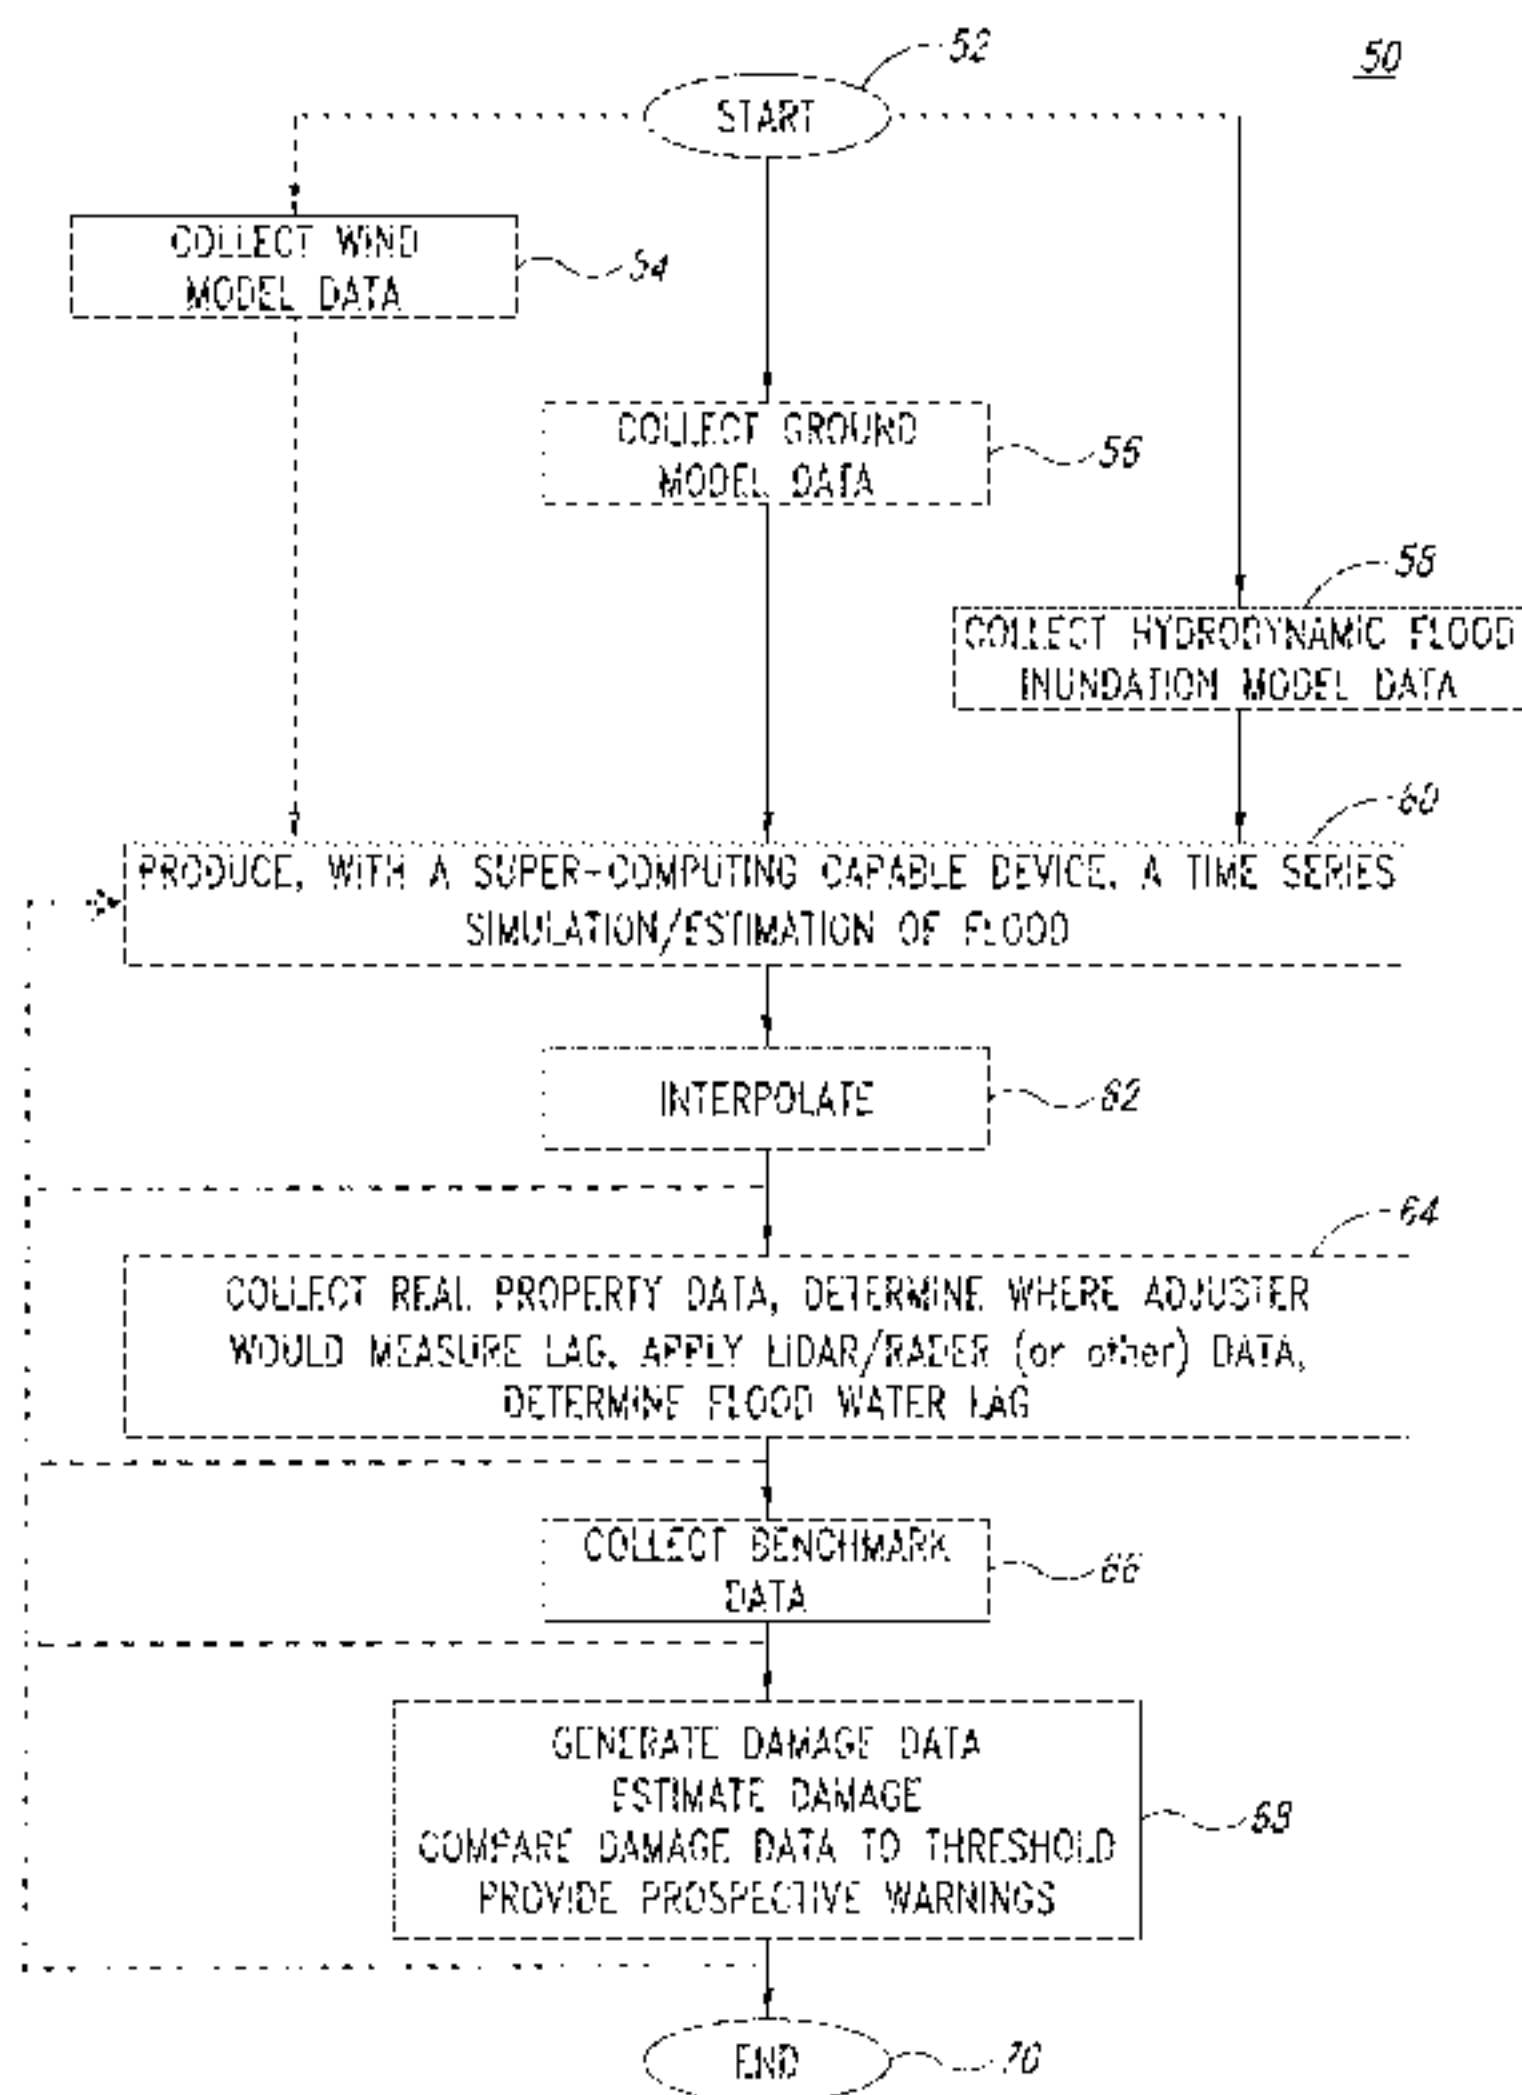 50
52
START
COLLECT WIND
MODEL DATA
54
COLLECT GROUND
MODEL DATA
56
58
COLLECT HYDRODYNAMIC FLOOD
INUNDATION MODEL DATA
60
PRODUCE, WITH A SUPER-COMPUTING CAPABLE DEVICE, A TIME SERIES
SIMULATION/ESTIMATION OF FLOOD
INTERPOLATE
62
64
COLLECT REAL PROPERTY DATA, DETERMINE WHERE ADJUSTER
WOULD MEASURE LAG, APPLY LiDAR/RADER (or other) DATA,
DETERMINE FLOOD WATER LAG
COLLECT BENCHMARK
DATA
66
GENERATE DAMAGE DATA
ESTIMATE DAMAGE
COMPARE DAMAGE DATA TO THRESHOLD
PROVIDE PROSPECTIVE WARNINGS
68
END
70